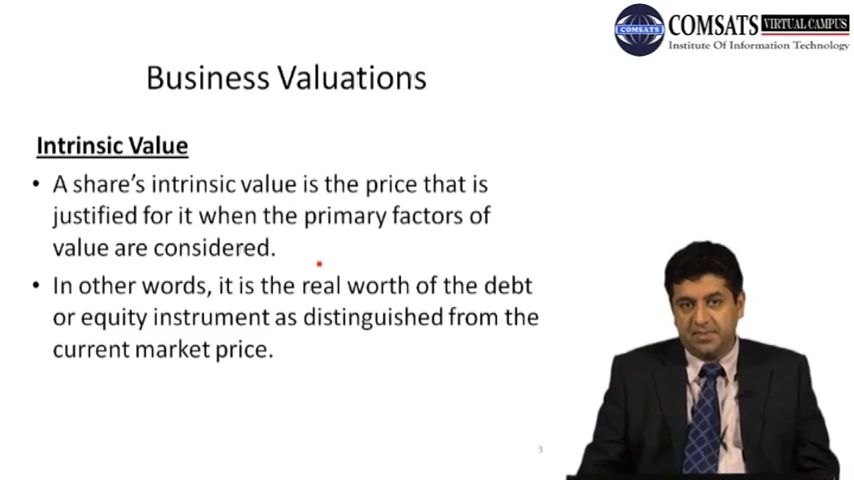 COMSATS VIRTUAL CAMPUS
COMSATS
Institute Of Information Technology
Business Valuations
Intrinsic Value
• A share's intrinsic value is the price that is
justified for it when the primary factors of
value are considered.
• In other words, it is the real worth of the debt
or equity instrument as distinguished from the
current market price.
3